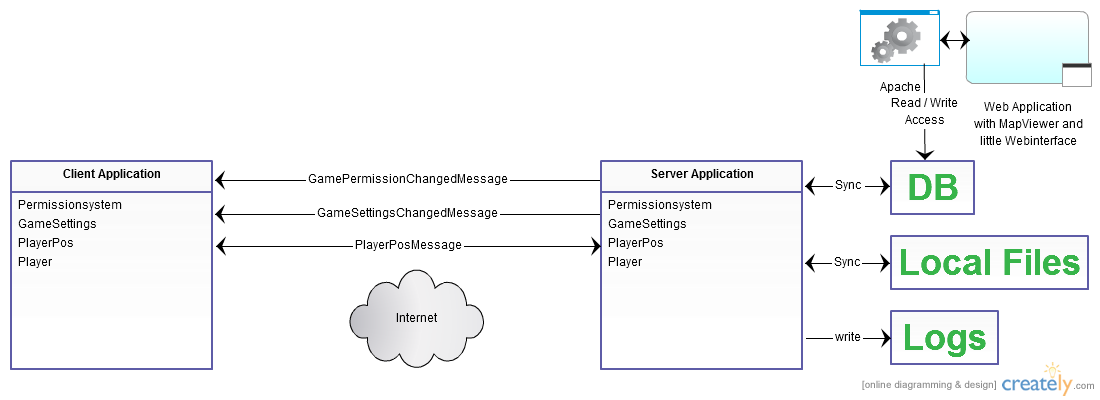 Apache
Read / Write
Access
Web Application
with MapViewer and
little Webinterface
Client Application
Permissionsystem
GameSettings
PlayerPos
Player
GamePermissionChangedMessage
GameSettingsChangedMessage
PlayerPosMessage
Internet
Server Application
Permissionsystem
GameSettings
PlayerPos
Player
Sync
DB
Sync
Local Files
write
Logs
[online diagramming & design] creately.com